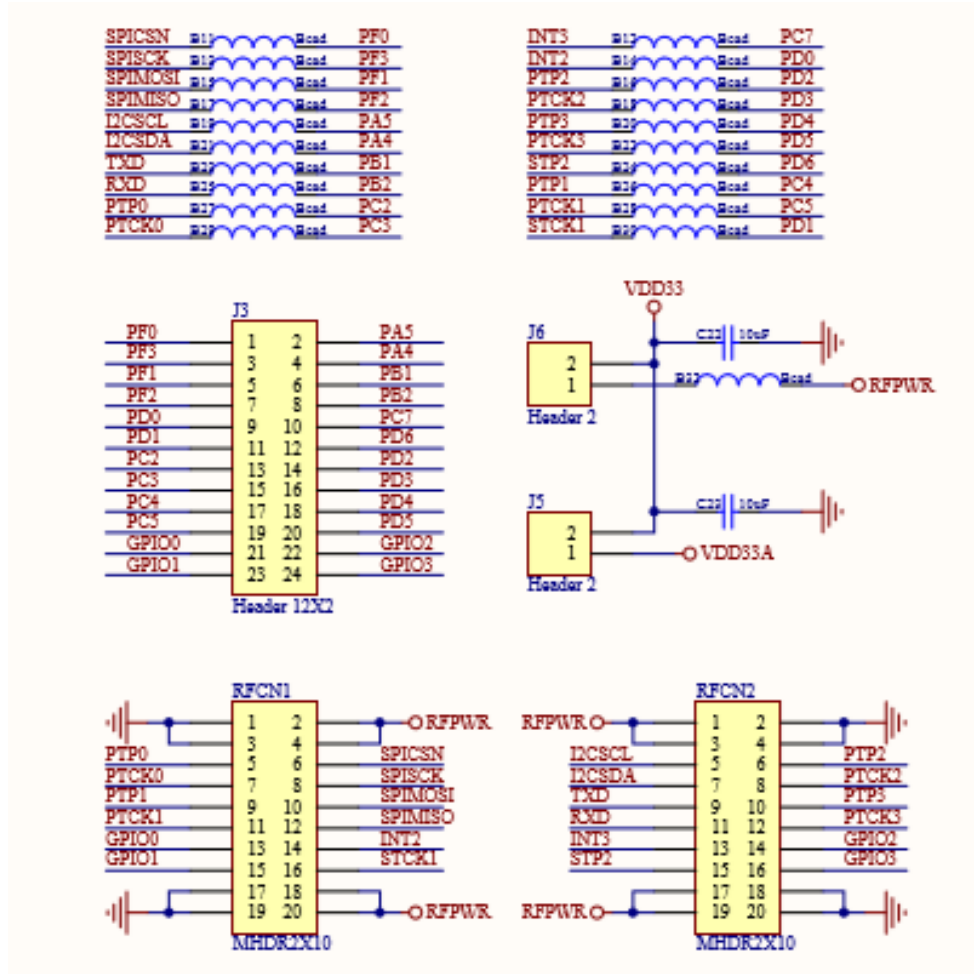 SPICSN B11 Bead PF0
SPISCK Bead PF3
SPIMOSI Bead PF1
SPIMISO B17 Bead PF2
I2CSCL B19 Bead PA5
I2CSDA Bead PA4
TXD Bead PB1
RXD Bead PB2
PTP0 Bead PC2
PTCK0 Bead PC3
INT3 Bead PC7
INT2 Bead PD0
PTP2 Bead PD2
PTCK2 Bead PD3
PTP3 Bead PD4
PTCK3 Bead PD5
STP2 Bead PD6
PTP1 Bead PC4
PTCK1 Bead PC5
STCK1 Bead PD1
J3
PF0 1 2 PA5
PF3 3 4 PA4
PF1 5 6 PB1
PF2 7 8 PB2
PD0 9 10 PC7
PD1 11 12 PD6
PC2 13 14 PD2
PC3 15 16 PD3
PC4 17 18 PD4
PC5 19 20 PD5
GPIO0 21 22 GPIO2
GPIO1 23 24 GPIO3
Header 12X2
VDD33
J6
2 10uF
1 Bead RFPWR
Header 2
J5
2 10uF
1 VDD33A
Header 2
RFCN1
1 2 RFPWR
3 4
PTP0 5 6 SPICSN
PTCK0 7 8 SPISCK
PTP1 9 10 SPIMOSI
PTCK1 11 12 SPIMISO
GPIO0 13 14 INT2
GPIO1 15 16 STCK1
17 18
19 20 RFPWR
MHDR2X10
RFCN2
RFPWR 1 2
3 4
I2CSCL 5 6 PTP2
I2CSDA 7 8 PTCK2
TXD 9 10 PTP3
RXD 11 12 PTCK3
INT3 13 14 GPIO2
STP2 15 16 GPIO3
17 18
RFPWR 19 20
MHDR2X10